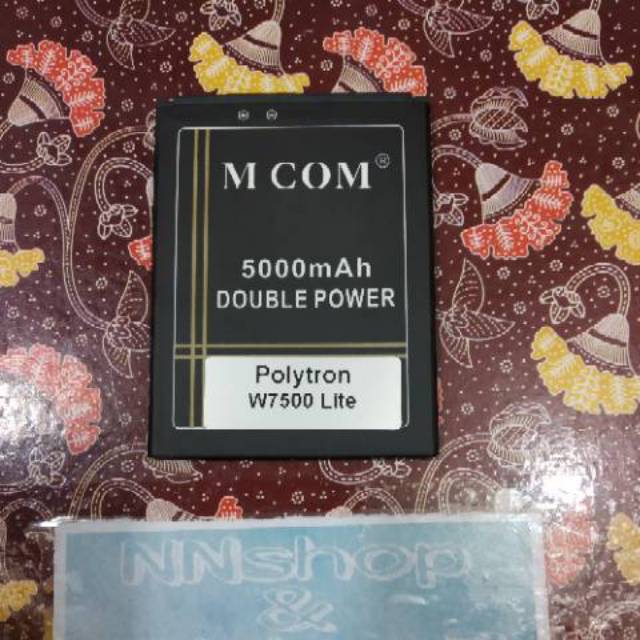 M COM®
5000mAh
DOUBLE POWER
Polytron
W7500 Lite
NNshop
&